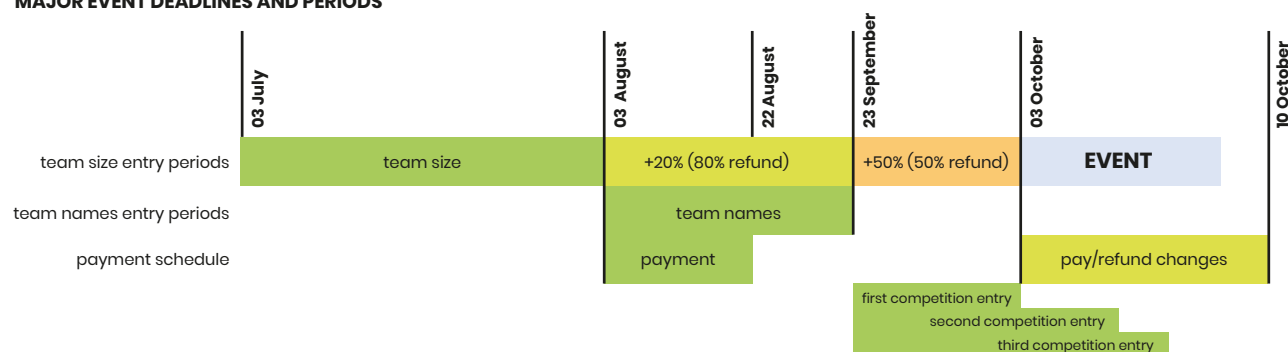 MAJOR EVENT DEADLINES AND PERIODS
03 July
03 August
22 August
23 September
03 October
10 October
team size entry periods
team size
+20% (80% refund)
+50% (50% refund)
EVENT
team names entry periods
team names
payment schedule
payment
pay/refund changes
first competition entry
second competition entry
third competition entry